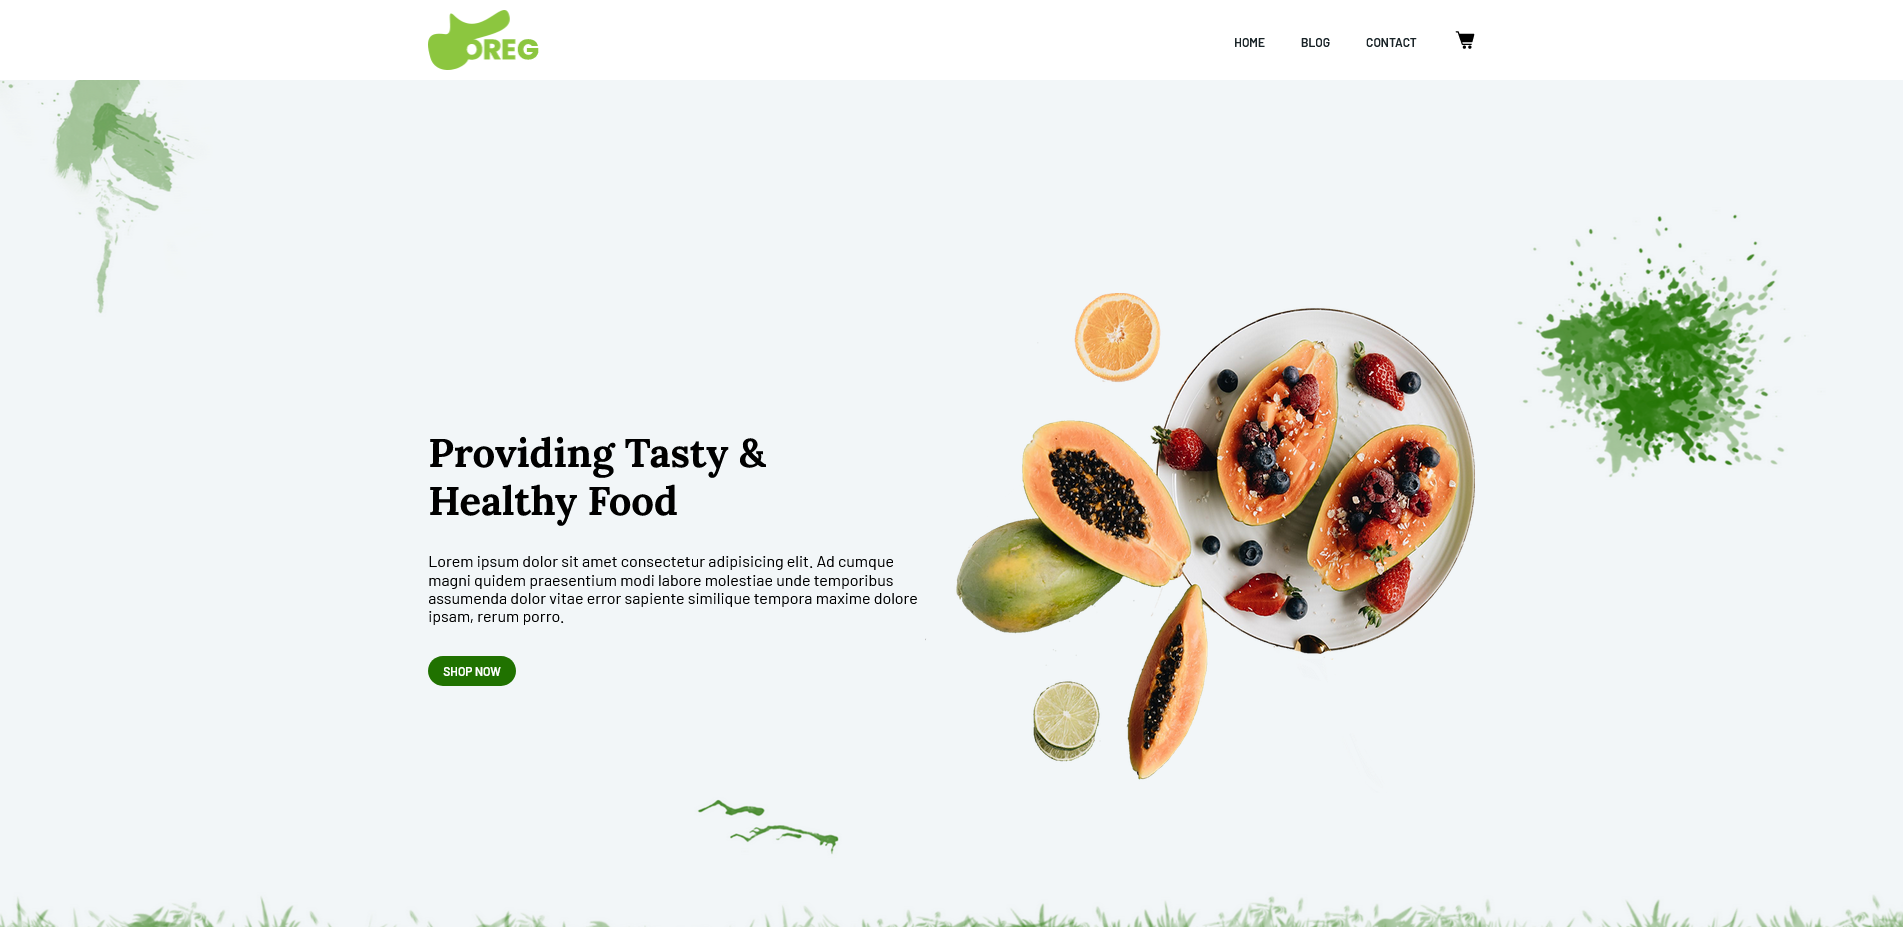 OREG
HOME BLOG CONTACT
Providing Tasty &
Healthy Food
Lorem ipsum dolor sit amet consectetur adipisicing elit. Ad cumque
magni quidem praesentium modi labore molestiae unde temporibus
assumenda dolor vitae error sapiente similique tempora maxime dolore
ipsam, rerum porro.
SHOP NOW